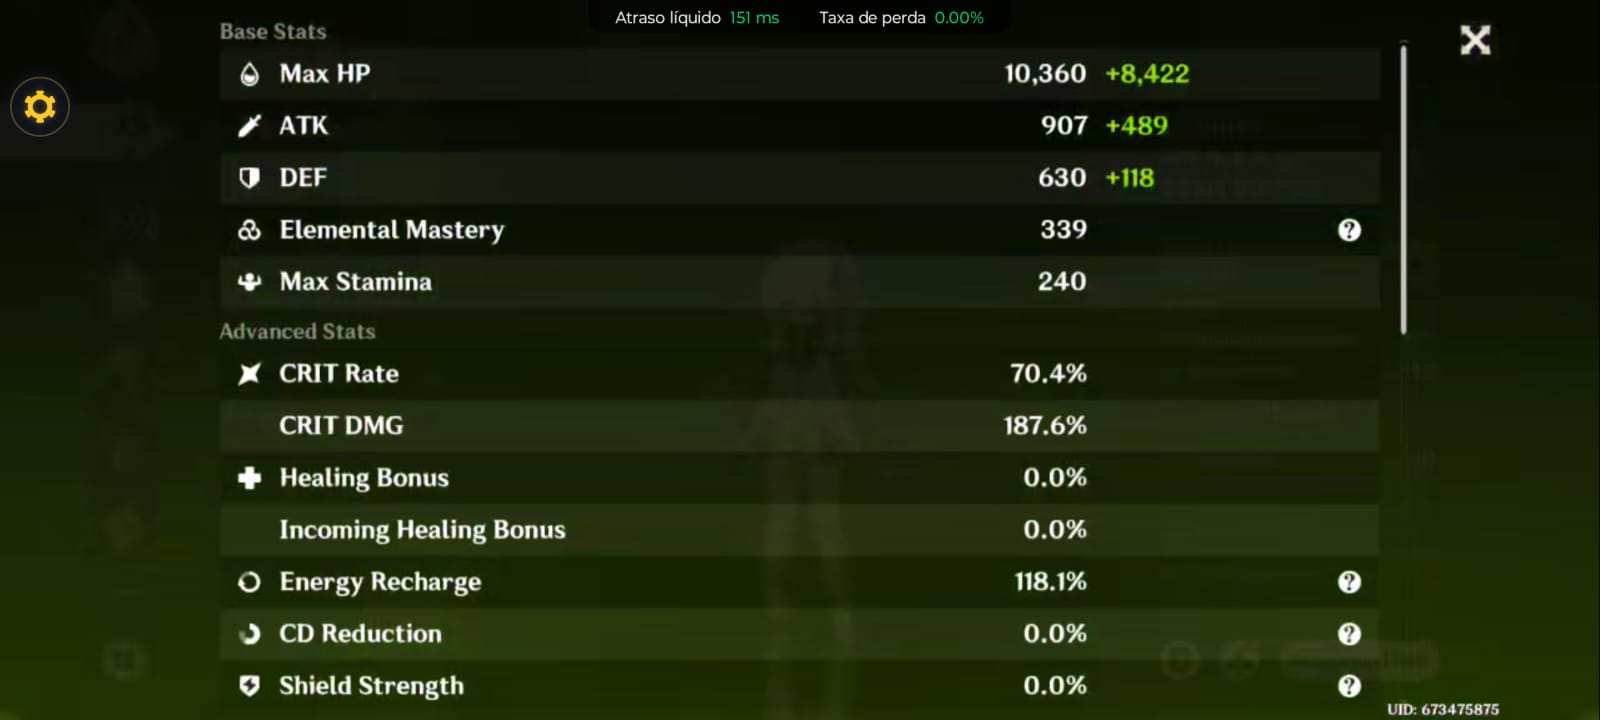 Atraso líquido 151 ms Taxa de perda 0.00%
Base Stats
Max HP 10,360 +8,422
ATK 907 +489
DEF 630 +118
Elemental Mastery 339 ?
Max Stamina 240
Advanced Stats
CRIT Rate 70.4%
CRIT DMG 187.6%
Healing Bonus 0.0%
Incoming Healing Bonus 0.0%
Energy Recharge 118.1% ?
CD Reduction 0.0% ?
Shield Strength 0.0% ?
UID: 673475875